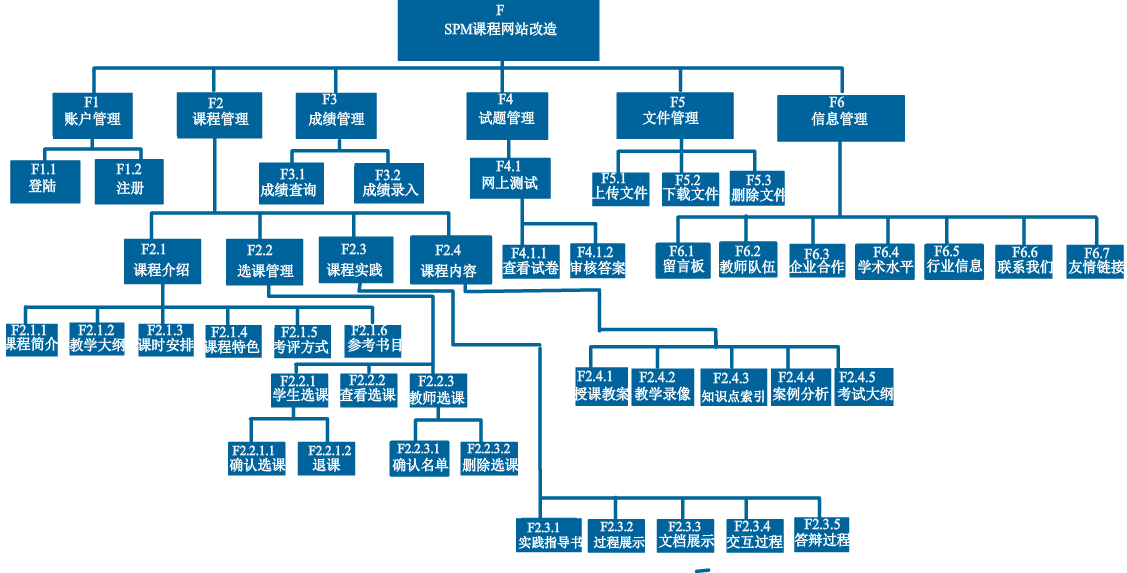 F
SPM课程网站改造
F1
账户管理
F2
课程管理
F3
成绩管理
F4
试题管理
F5
文件管理
F6
信息管理
F1.1
登陆
F1.2
注册
F3.1
成绩查询
F3.2
成绩录入
F4.1
网上测试
F5.1
上传文件
F5.2
下载文件
F5.3
删除文件
F2.1
课程介绍
F2.2
选课管理
F2.3
课程实践
F2.4
课程内容
F4.1.1
查看试卷
F4.1.2
审核答案
F6.1
留言板
F6.2
教师队伍
F6.3
企业合作
F6.4
学术水平
F6.5
行业信息
F6.6
联系我们
F6.7
友情链接
F2.1.1
课程简介
F2.1.2
教学大纲
F2.1.3
课时安排
F2.1.4
课程特色
F2.1.5
考评方式
F2.1.6
参考书目
F2.2.1
学生选课
F2.2.2
查看选课
F2.2.3
教师选课
F2.4.1
授课教案
F2.4.2
教学录像
F2.4.3
知识点索引
F2.4.4
案例分析
F2.4.5
考试大纲
F2.2.1.1
确认选课
F2.2.1.2
退课
F2.2.3.1
确认名单
F2.2.3.2
删除选课
F2.3.1
实践指导书
F2.3.2
过程展示
F2.3.3
文档展示
F2.3.4
交互过程
F2.3.5
答辩过程